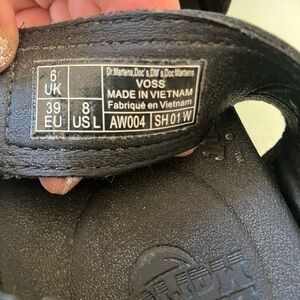 6 UK
39 EU
8 US L
Dr.Martens,Doc's,DM's,Doc Martens
VOSS
MADE IN VIETNAM
Fabriqué en Vietnam
AW004 SH 01 W